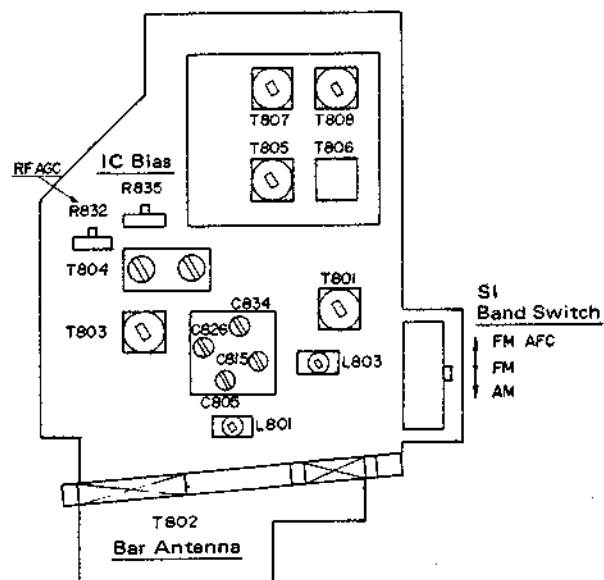 T807
T808
T805
T806
RF AGC
IC Bias
R835
R832
T804
T801
S1
Band Switch
T803
C834
C826
C815
L803
FM AFC
FM
AM
C805
L801
T802
Bar Antenna